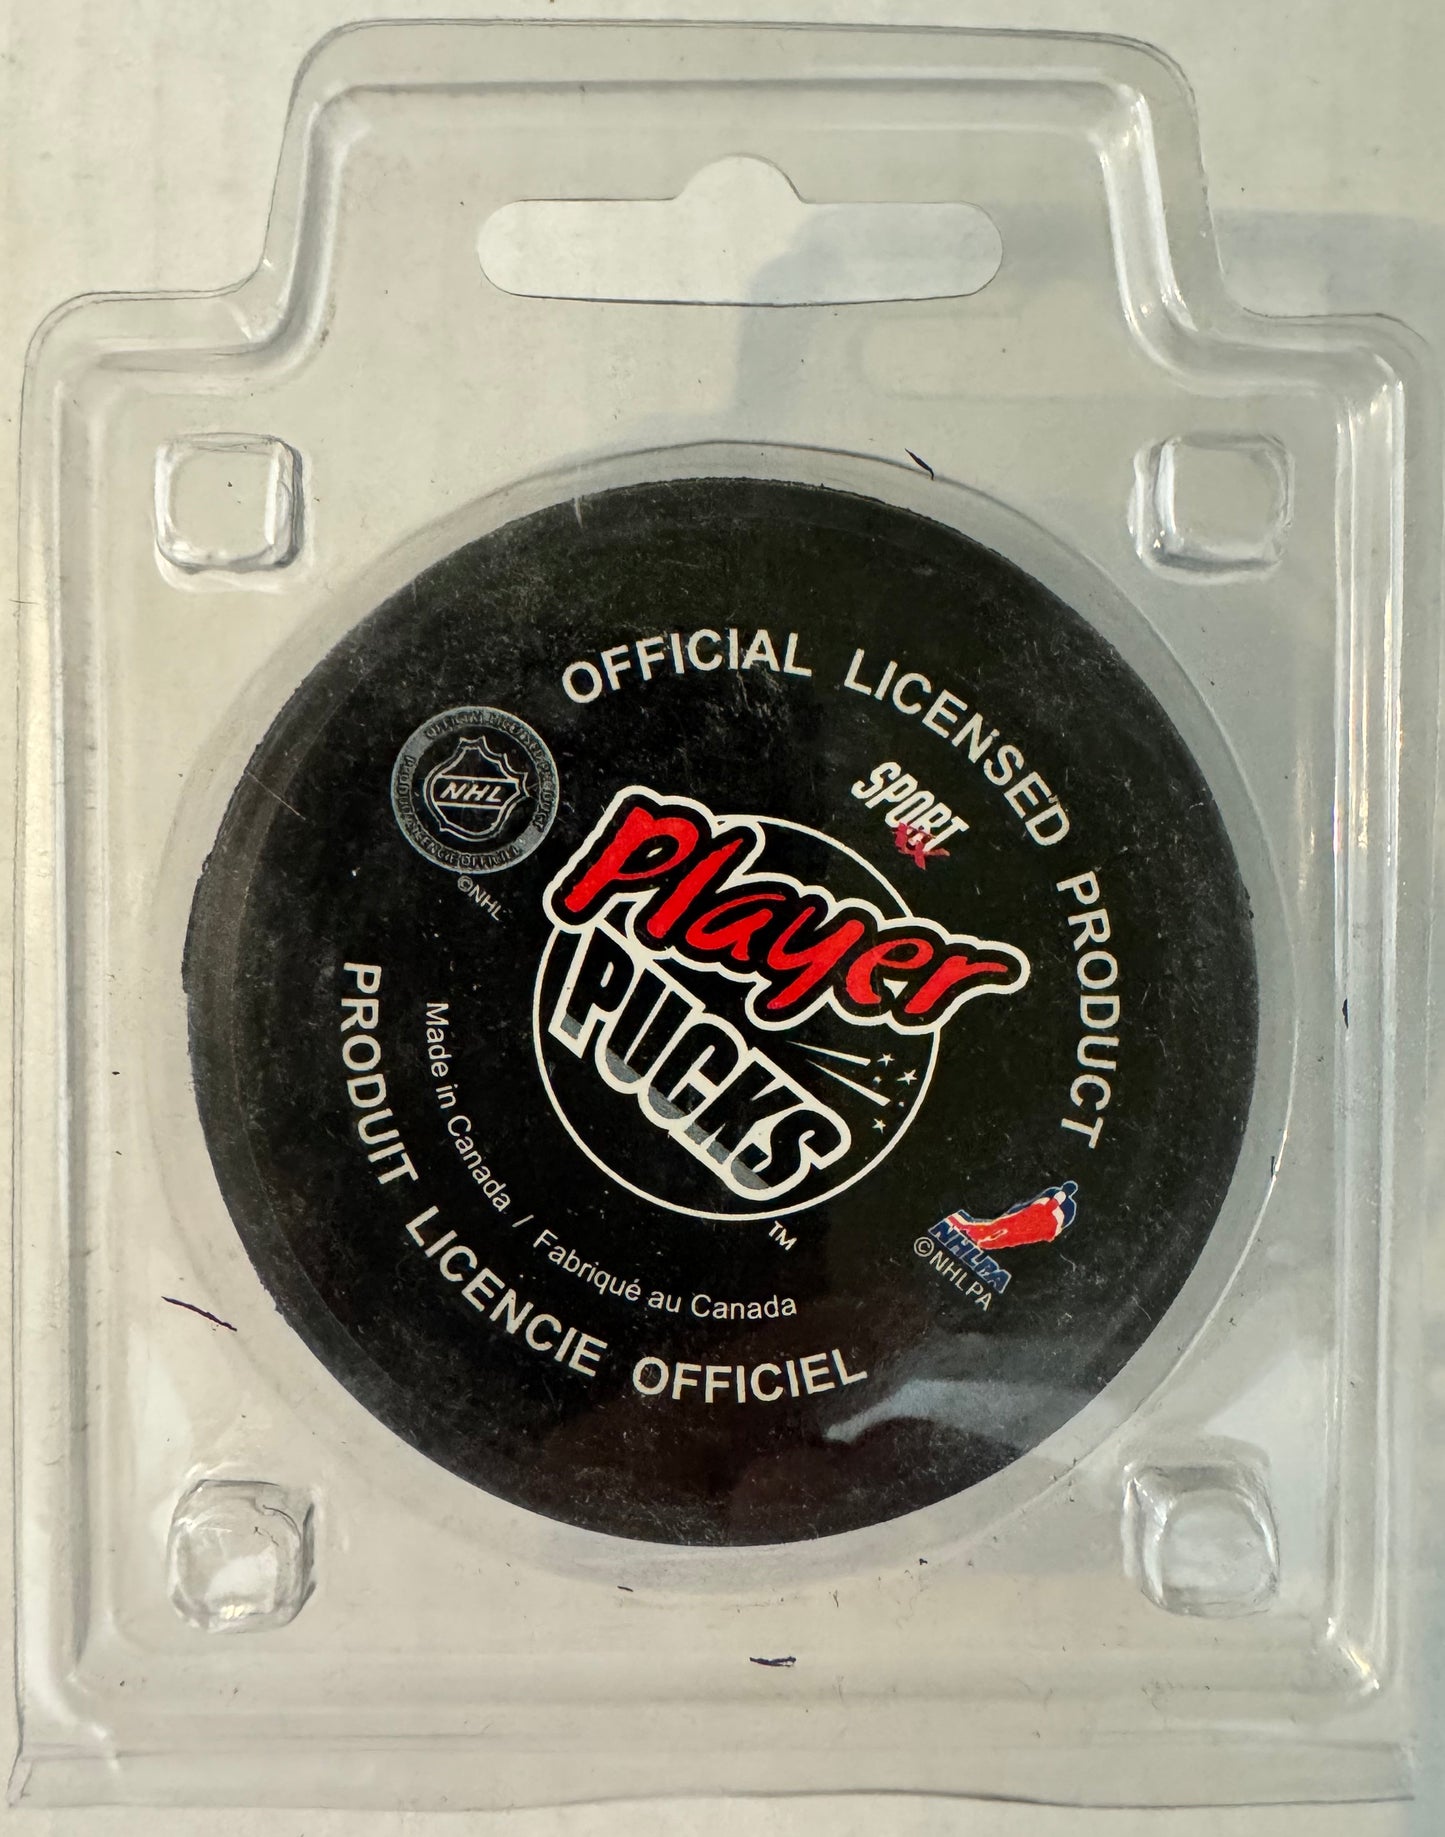 OFFICIAL LICENSED PRODUCT
SPORT
NHL
©NHL
Player
PUCKS
TM
NHLPA
©NHLPA
Made in Canada / Fabriqué au Canada
PRODUIT LICENCIE OFFICIEL